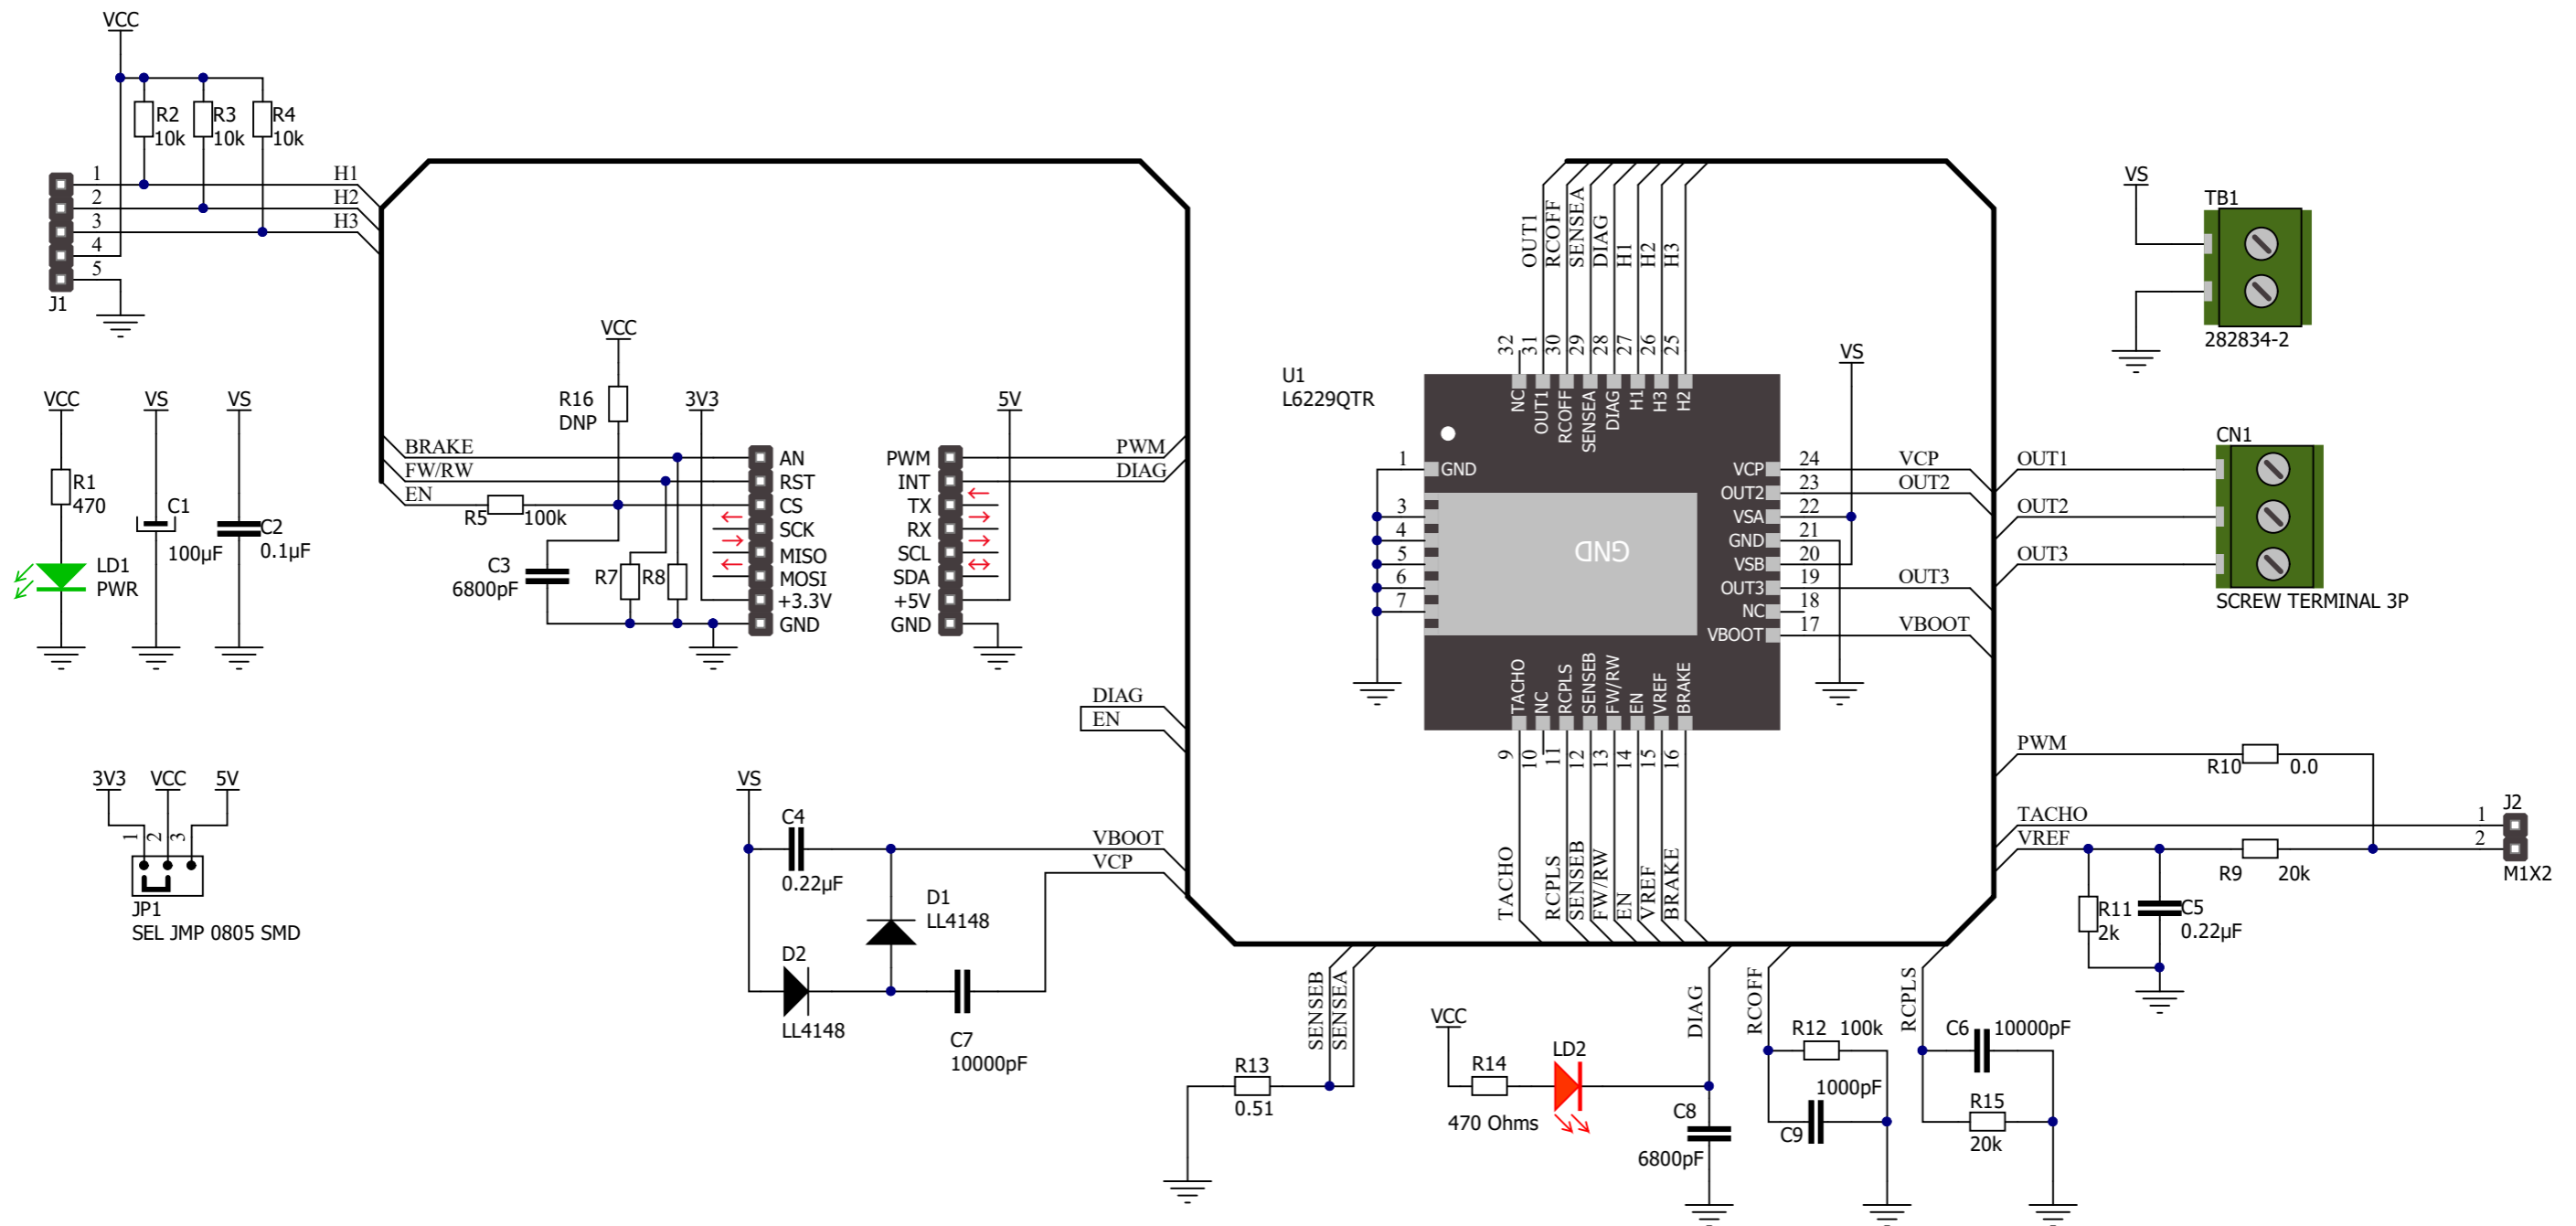 VCC
R2
10k
R3
10k
R4
10k
1
2
3
4
5
J1
H1
H2
H3
VCC
R1
470
LD1
PWR
VS
C1
100µF
VS
C2
0.1µF
3V3
VCC
5V
1
2
3
JP1
SEL JMP 0805 SMD
BRAKE
FW/RW
EN
R5
100k
VCC
R16
DNP
3V3
C3
6800pF
R7
R8
AN
RST
CS
SCK
MISO
MOSI
+3.3V
GND
5V
PWM
INT
TX
RX
SCL
SDA
+5V
GND
PWM
DIAG
DIAG
EN
VS
C4
0.22µF
VBOOT
VCP
D1
LL4148
D2
LL4148
C7
10000pF
U1
L6229QTR
OUT1
RCOFF
SENSEA
DIAG
H1
H2
H3
32
31
30
29
28
27
26
25
NC
OUT1
RCOFF
SENSEA
DIAG
H1
H3
H2
1
3
4
5
6
7
GND
GND
VCP
OUT2
VSA
GND
VSB
OUT3
NC
VBOOT
24
23
22
21
20
19
18
17
VS
VCP
OUT2
OUT3
VBOOT
TACHO
NC
RCPLS
SENSEB
FW/RW
EN
VREF
BRAKE
9
10
11
12
13
14
15
16
TACHO
RCPLS
SENSEB
FW/RW
EN
VREF
BRAKE
VS
TB1
282834-2
CN1
OUT1
OUT2
OUT3
SCREW TERMINAL 3P
PWM
R10
0.0
TACHO
VREF
1
2
J2
M1X2
R9
20k
R11
2k
C5
0.22µF
SENSEB
SENSEA
R13
0.51
VCC
R14
470 Ohms
LD2
DIAG
C8
6800pF
RCOFF
R12
100k
1000pF
C9
RCPLS
C6
10000pF
R15
20k